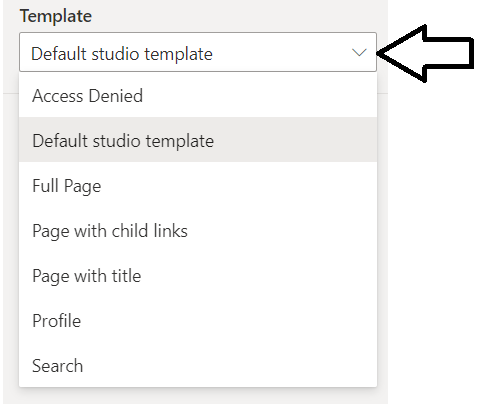 Template
Default studio template
Access Denied
Default studio template
Full Page
Page with child links
Page with title
Profile
Search